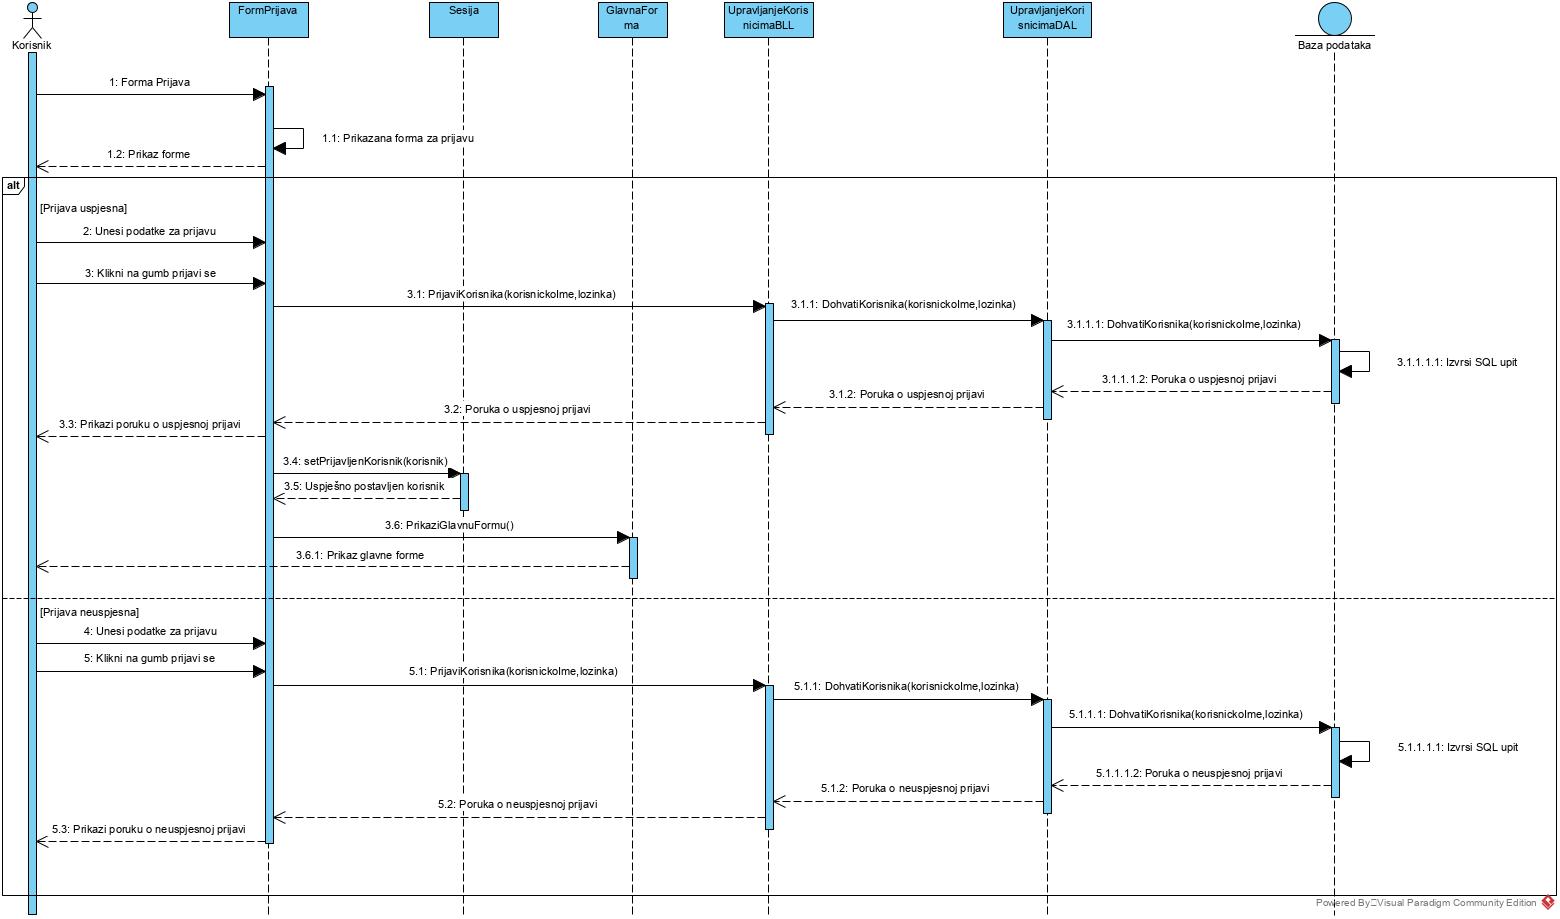 FormPrijava
Sesija
GlavnaFor
ma
UpravljanjeKoris
nicimaBLL
UpravljanjeKori
snicimaDAL
Korisnik
Baza podataka
1: Forma Prijava
1.1: Prikazana forma za prijavu
1.2: Prikaz forme
alt
[Prijava uspjesna]
2: Unesi podatke za prijavu
3: Klikni na gumb prijavi se
3.1: PrijaviKorisnika(korisnickoIme,lozinka)
3.1.1: DohvatiKorisnika(korisnickoIme,lozinka)
3.1.1.1: DohvatiKorisnika(korisnickoIme,lozinka)
3.1.1.1.1: Izvrsi SQL upit
3.1.1.1.2: Poruka o uspjesnoj prijavi
3.1.2: Poruka o uspjesnoj prijavi
3.2: Poruka o uspjesnoj prijavi
3.3: Prikazi poruku o uspjesnoj prijavi
3.4: setPrijavljenKorisnik(korisnik)
3.5: Uspješno postavljen korisnik
3.6: PrikaziGlavnuFormu()
3.6.1: Prikaz glavne forme
[Prijava neuspjesna]
4: Unesi podatke za prijavu
5: Klikni na gumb prijavi se
5.1: PrijaviKorisnika(korisnickoIme,lozinka)
5.1.1: DohvatiKorisnika(korisnickoIme,lozinka)
5.1.1.1: DohvatiKorisnika(korisnickoIme,lozinka)
5.1.1.1.1: Izvrsi SQL upit
5.1.1.1.2: Poruka o neuspjesnoj prijavi
5.1.2: Poruka o neuspjesnoj prijavi
5.2: Poruka o neuspjesnoj prijavi
5.3: Prikazi poruku o neuspjesnoj prijavi
Powered By Visual Paradigm Community Edition